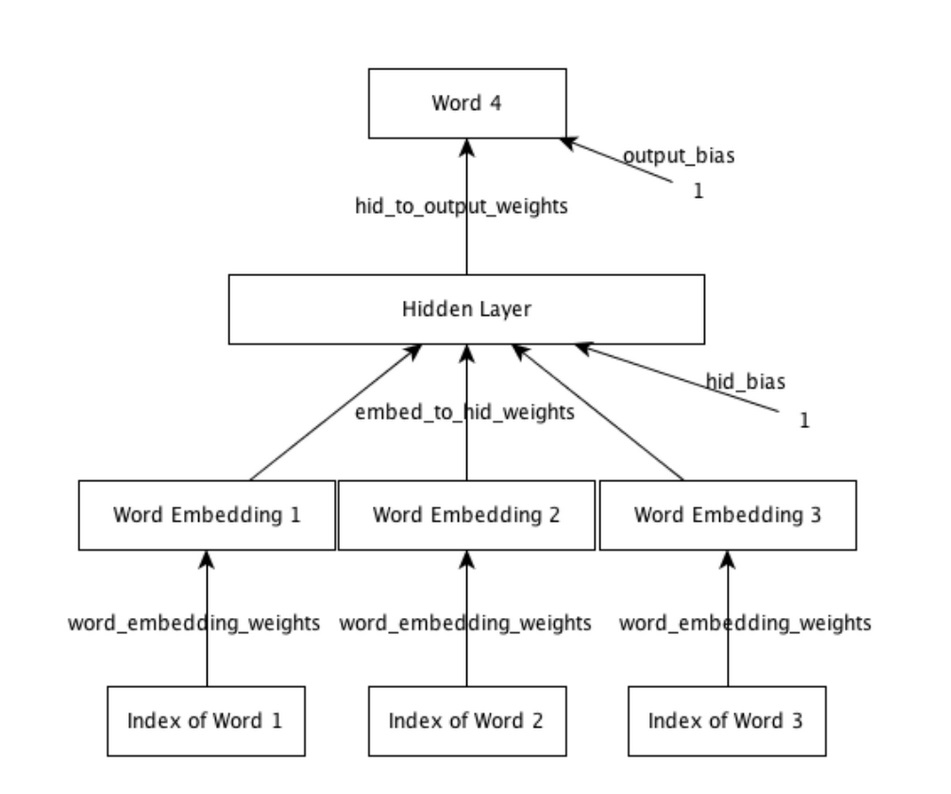 Word 4
output_bias
1
hid_to_output_weights
Hidden Layer
hid_bias
embed_to_hid_weights
1
Word Embedding 1
Word Embedding 2
Word Embedding 3
word_embedding_weights
word_embedding_weights
word_embedding_weights
Index of Word 1
Index of Word 2
Index of Word 3